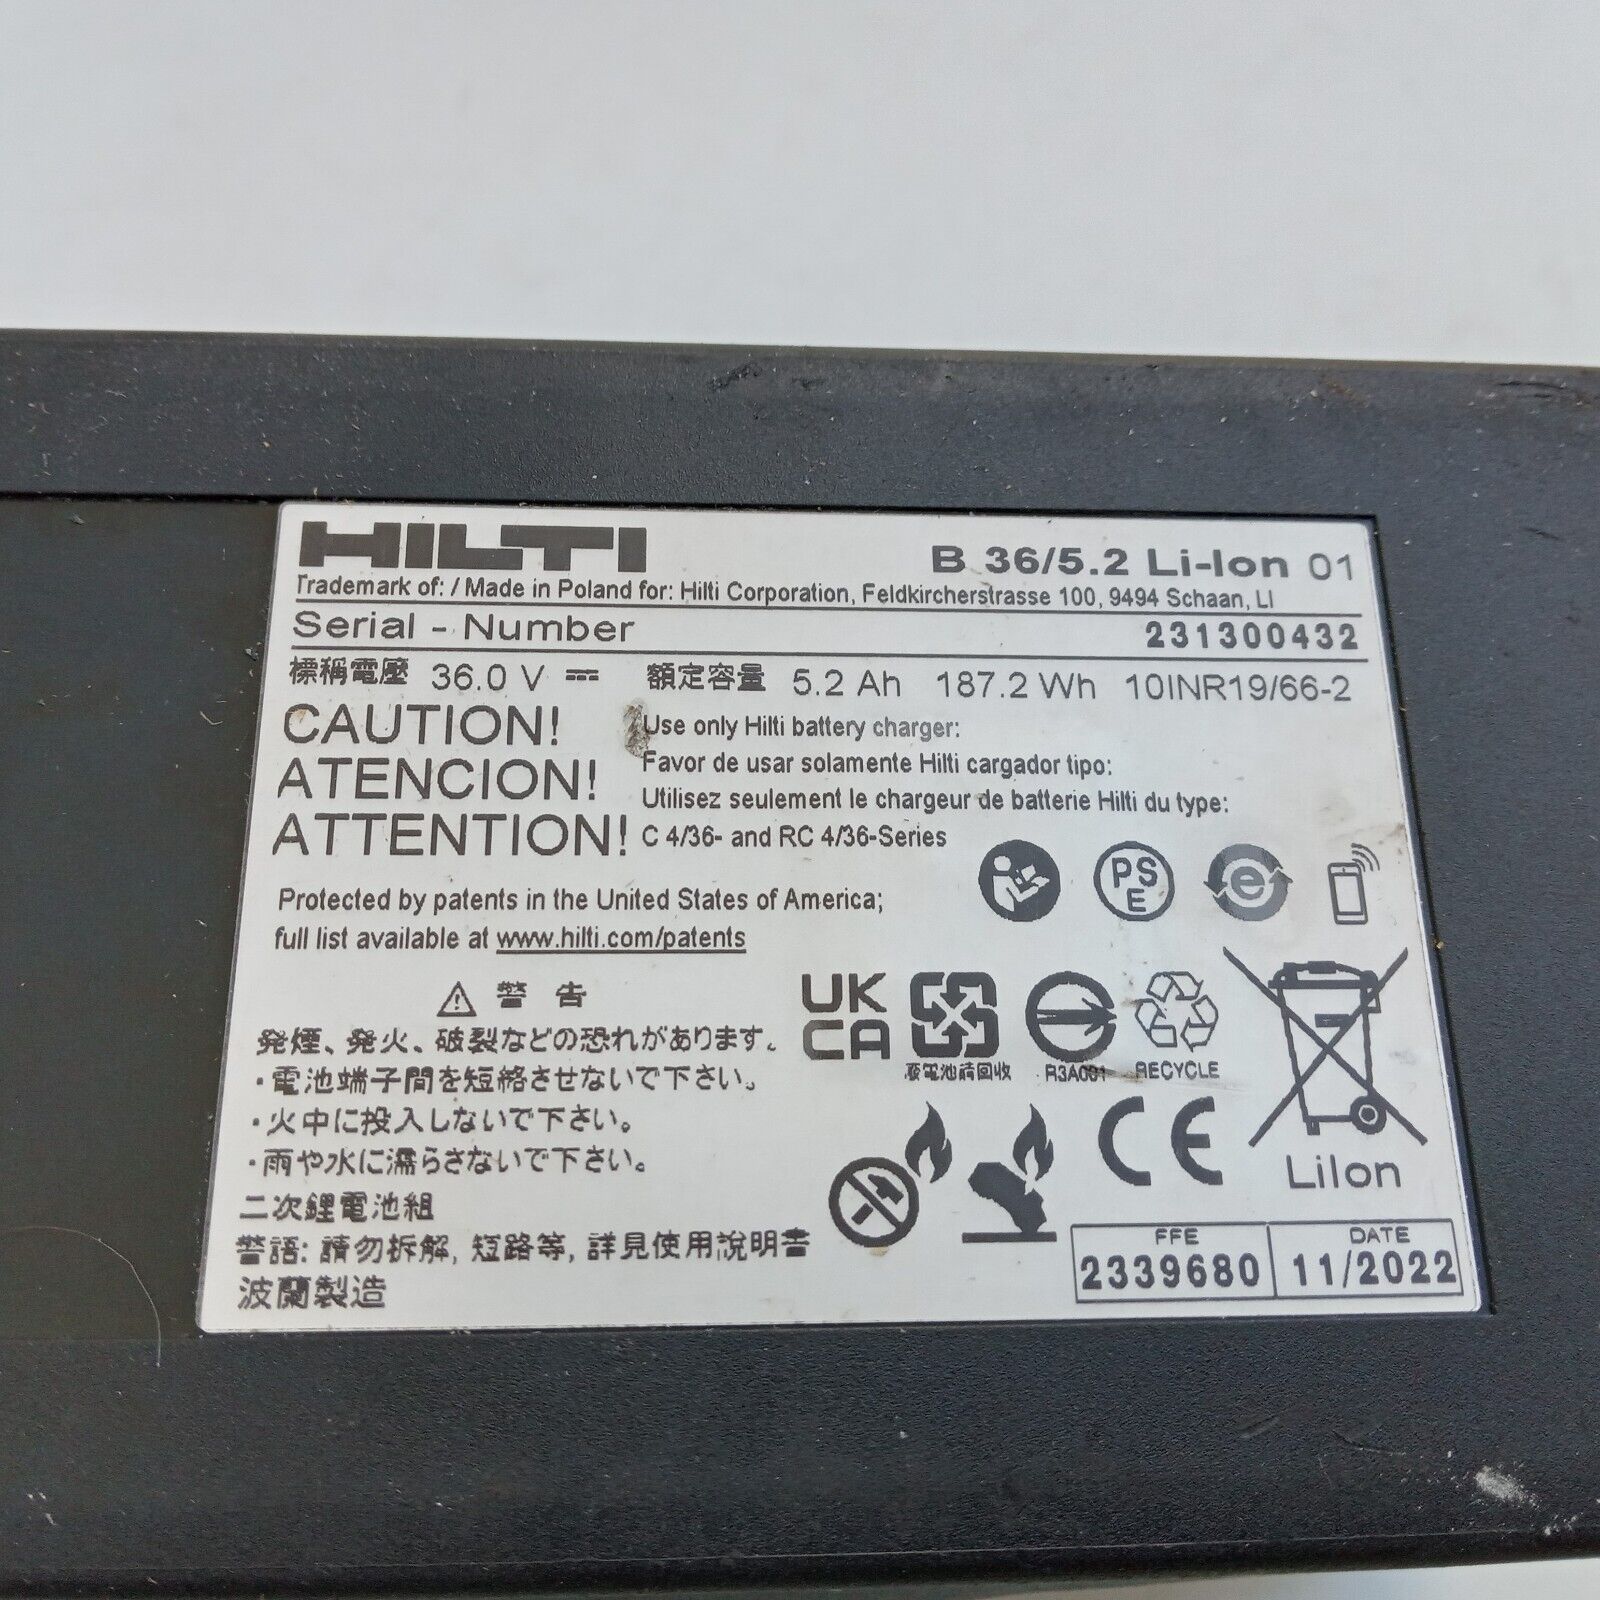 HILTI
B 36/5.2 Li-Ion 01
Trademark of: / Made in Poland for: Hilti Corporation, Feldkircherstrasse 100, 9494 Schaan, LI
Serial - Number 231300432
標稱電壓 36.0 V 額定容量 5.2 Ah 187.2 Wh 10INR19/66-2
CAUTION!
ATENCION!
ATTENTION!
Use only Hilti battery charger:
Favor de usar solamente Hilti cargador tipo:
Utilisez seulement le chargeur de batterie Hilti du type:
C 4/36- and RC 4/36-Series
PS
E
e
Protected by patents in the United States of America;
full list available at www.hilti.com/patents
警 告
発煙、発火、破裂などの恐れがあります。
・電池端子間を短絡させないで下さい。
・火中に投入しないで下さい。
・雨や水に濡らさないで下さい。
二次鋰電池組
警語: 請勿拆解, 短路等, 詳見使用說明書
波蘭製造
UK
CA
廢電池請回收
R3A001
RECYCLE
CE
LiIon
FFE
2339680
DATE
11/2022